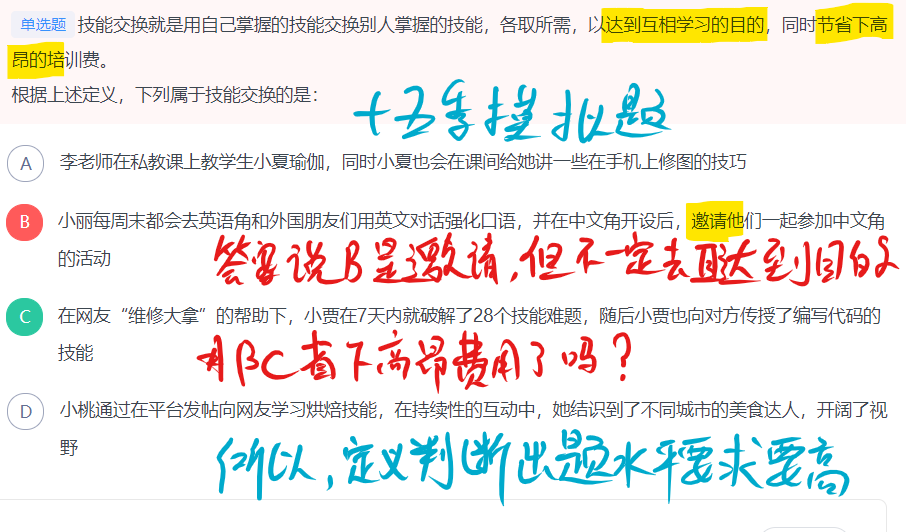 单选题 技能交换就是用自己掌握的技能交换别人掌握的技能，各取所需，以达到互相学习的目的，同时节省下高
昂的培训费。
根据上述定义，下列属于技能交换的是：
十五季模拟题
A 李老师在私教课上教学生小夏瑜伽，同时小夏也会在课间给她讲一些在手机上修图的技巧
B 小丽每周末都会去英语角和外国朋友们用英文对话强化口语，并在中文角开设后，邀请他们一起参加中文角
的活动
答案说B是邀请，但不一定去且达到目的
C 在网友“维修大拿”的帮助下，小贾在7天内就破解了28个技能难题，随后小贾也向对方传授了编写代码的
技能
BC省下高昂费用了吗？
D 小桃通过在平台发帖向网友学习烘焙技能，在持续性的互动中，她结识到了不同城市的美食达人，开阔了视
野
所以，定义判断出题水平要求要高